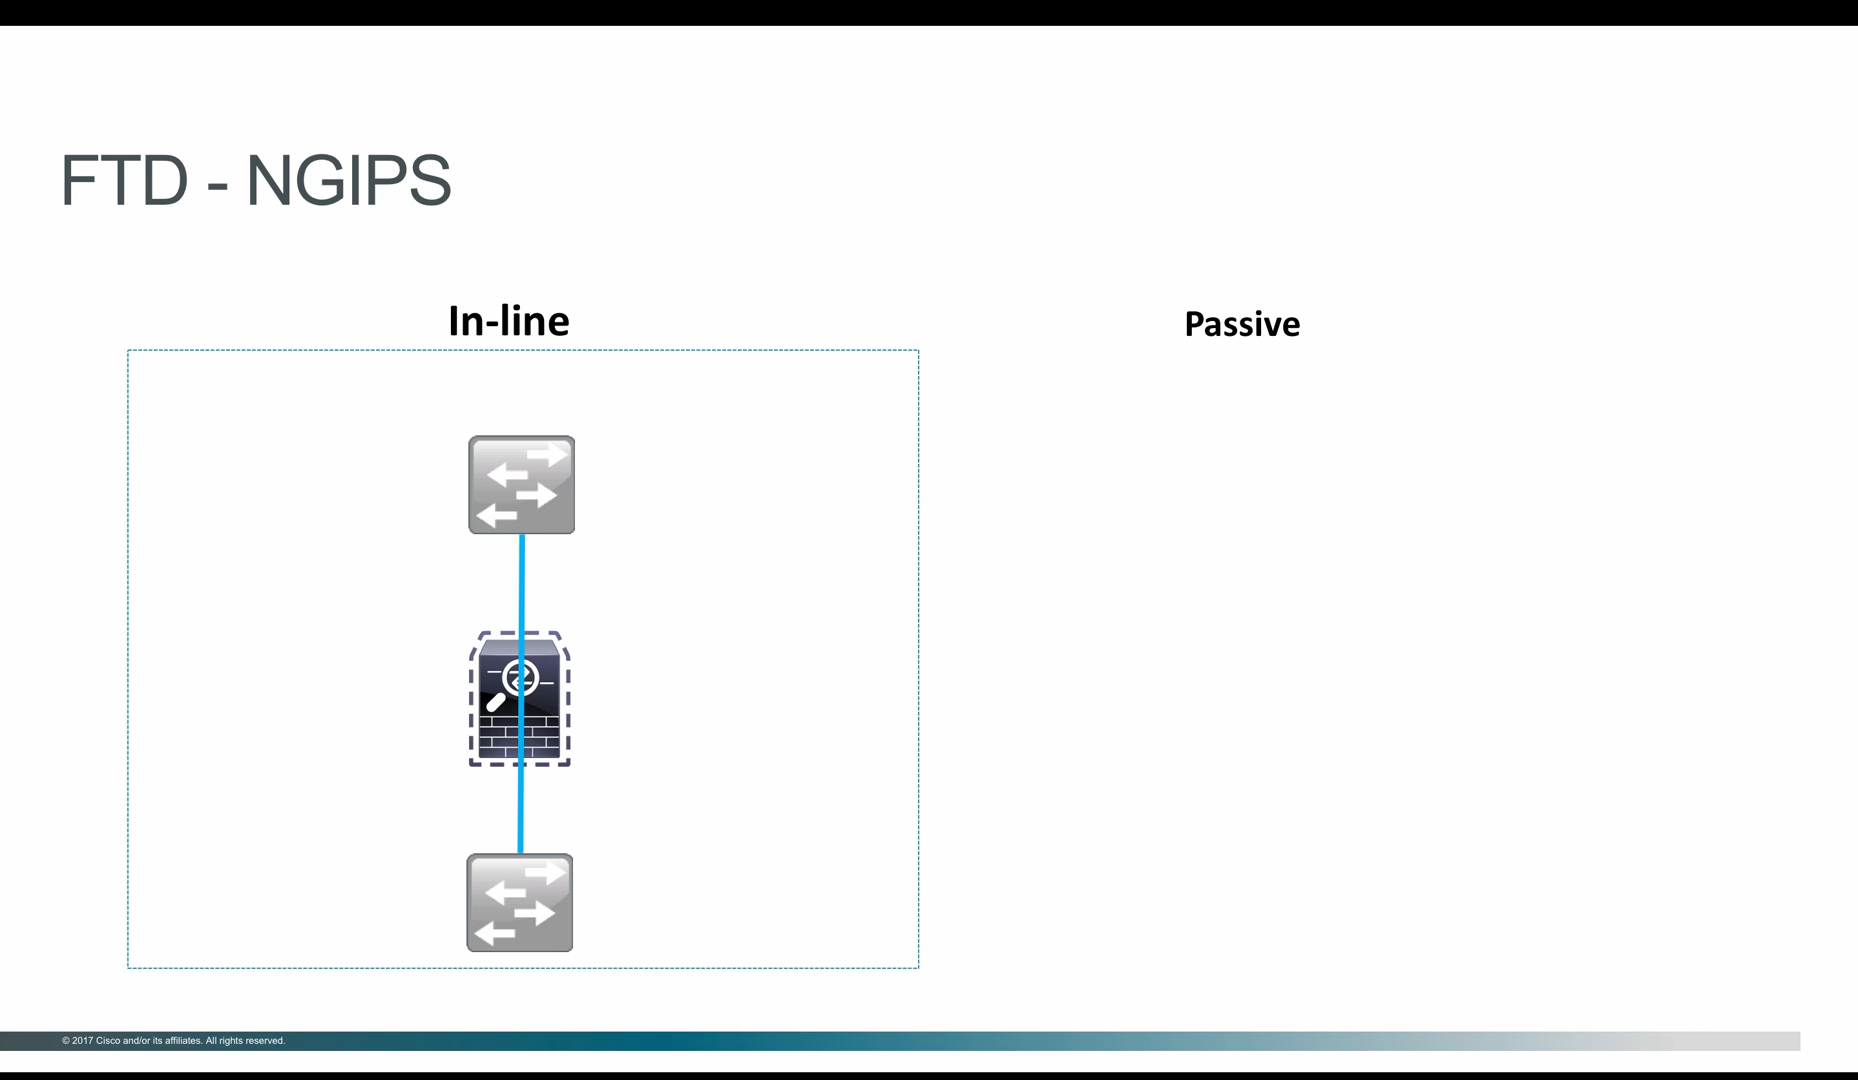 FTD - NGIPS
In-line
Passive
© 2017 Cisco and/or its affiliates. All rights reserved.